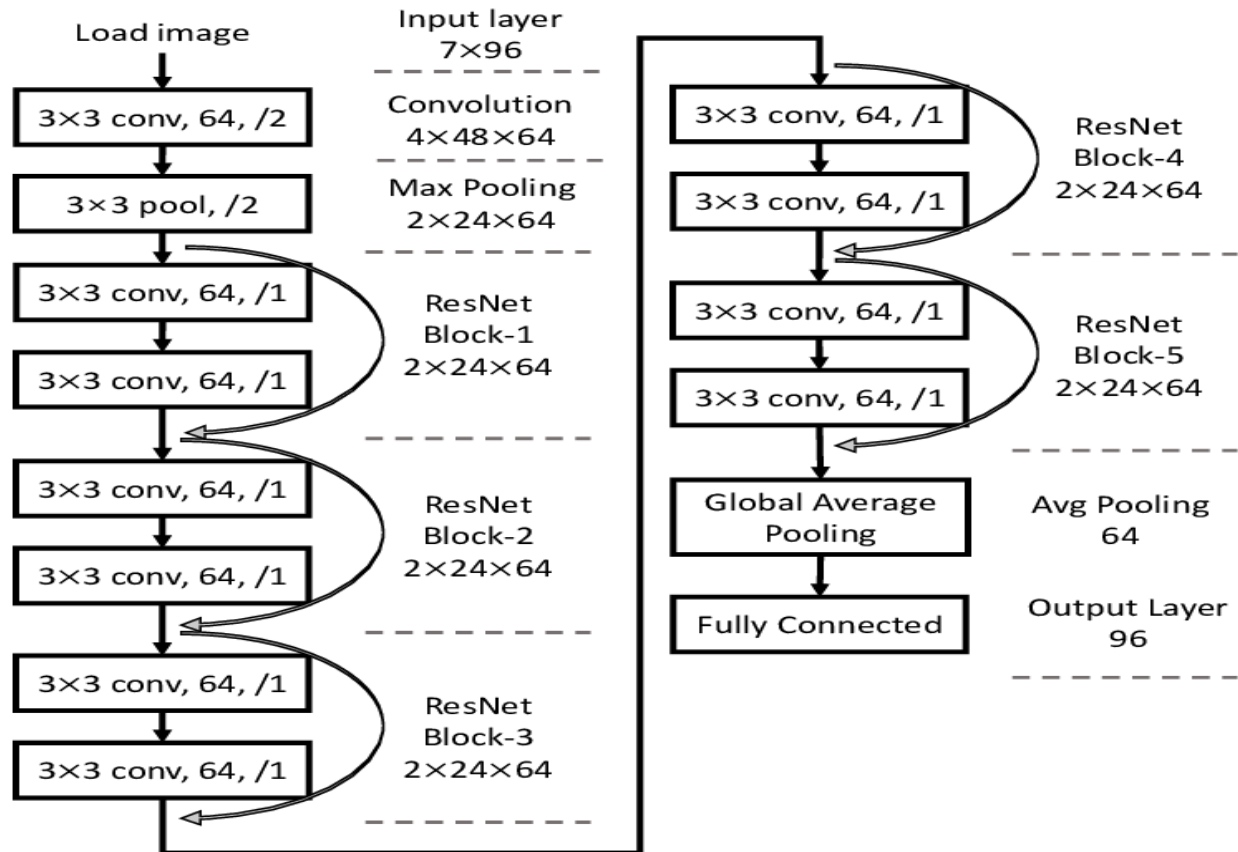 Load image
Input layer
7×96
3×3 conv, 64, /2
Convolution
4×48×64
3×3 pool, /2
Max Pooling
2×24×64
3×3 conv, 64, /1
3×3 conv, 64, /1
ResNet
Block-1
2×24×64
3×3 conv, 64, /1
3×3 conv, 64, /1
ResNet
Block-2
2×24×64
3×3 conv, 64, /1
3×3 conv, 64, /1
ResNet
Block-3
2×24×64
3×3 conv, 64, /1
3×3 conv, 64, /1
ResNet
Block-4
2×24×64
3×3 conv, 64, /1
3×3 conv, 64, /1
ResNet
Block-5
2×24×64
Global Average
Pooling
Avg Pooling
64
Fully Connected
Output Layer
96